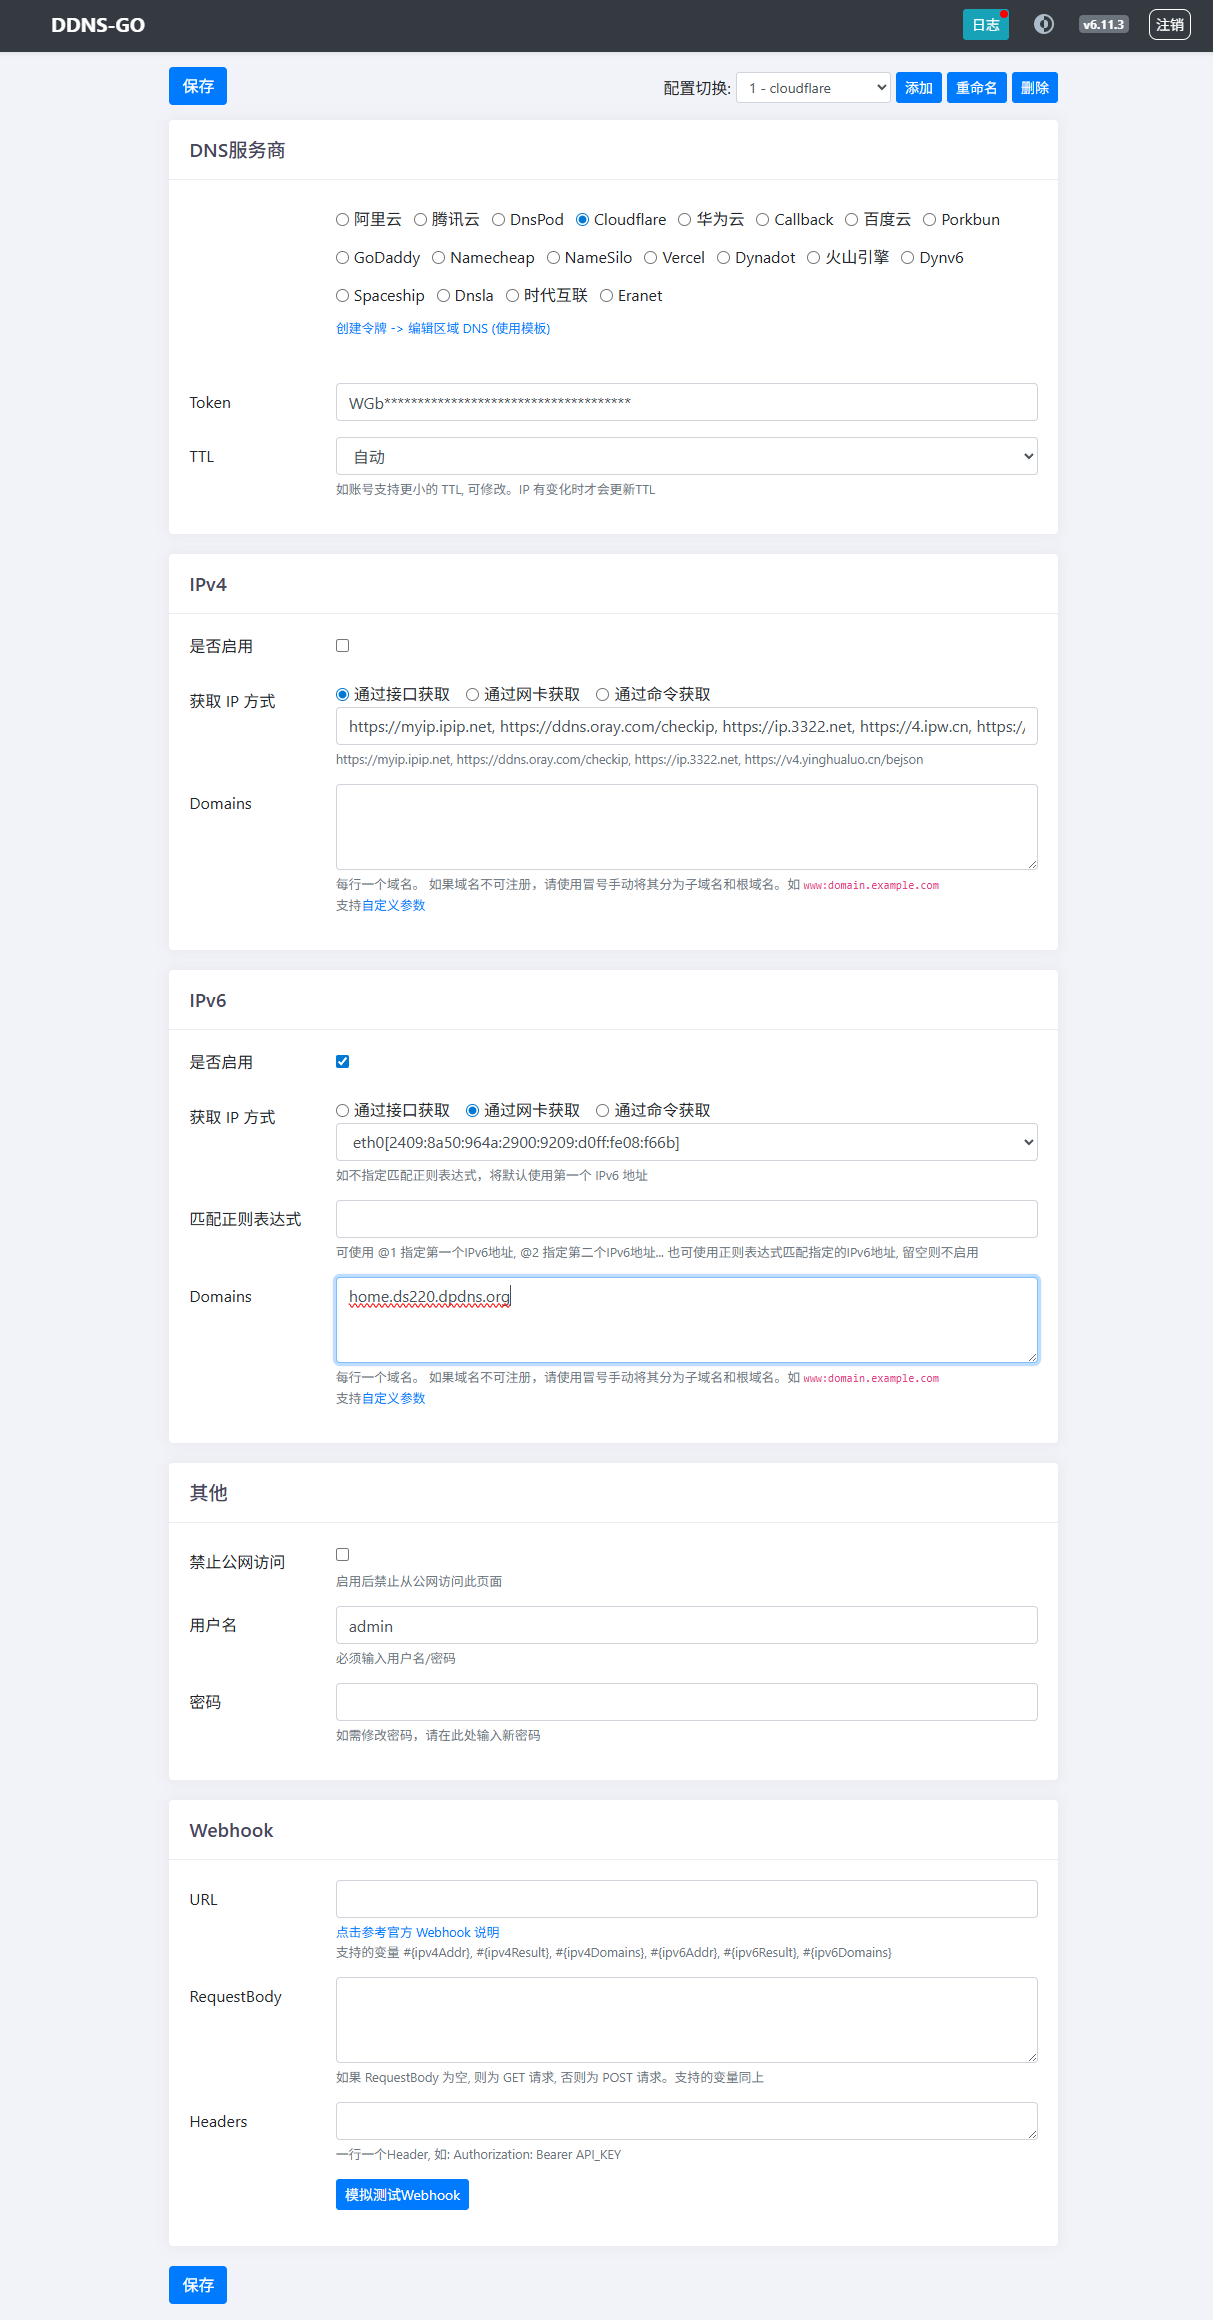 DDNS-GO 日志 v6.11.3 注销
保存 配置切换: 1 - cloudflare 添加 重命名 删除
DNS服务商
阿里云 腾讯云 DnsPod Cloudflare 华为云 Callback 百度云 Porkbun
GoDaddy Namecheap NameSilo Vercel Dynadot 火山引擎 Dynv6
Spaceship Dnsla 时代互联 Eranet
创建令牌 -> 编辑区域 DNS (使用模板)
Token WGb*************************************
TTL 自动
如账号支持更小的 TTL, 可修改。IP 有变化时才会更新TTL
IPv4
是否启用
获取 IP 方式 通过接口获取 通过网卡获取 通过命令获取
https://myip.ipip.net, https://ddns.oray.com/checkip, https://ip.3322.net, https://4.ipw.cn, https:/
https://myip.ipip.net, https://ddns.oray.com/checkip, https://ip.3322.net, https://v4.yinghualuo.cn/bejson
Domains
每行一个域名。 如果域名不可注册，请使用冒号手动将其分为子域名和根域名。如 www:domain.example.com
支持自定义参数
IPv6
是否启用
获取 IP 方式 通过接口获取 通过网卡获取 通过命令获取
eth0[2409:8a50:964a:2900:9209:d0ff:fe08:f66b]
如不指定匹配正则表达式，将默认使用第一个 IPv6 地址
匹配正则表达式
可使用 @1 指定第一个IPv6地址, @2 指定第二个IPv6地址... 也可使用正则表达式匹配指定的IPv6地址, 留空则不启用
Domains home.ds220.dpdns.org
每行一个域名。 如果域名不可注册，请使用冒号手动将其分为子域名和根域名。如 www:domain.example.com
支持自定义参数
其他
禁止公网访问
启用后禁止从公网访问此页面
用户名 admin
必须输入用户名/密码
密码
如需修改密码，请在此处输入新密码
Webhook
URL
点击参考官方 Webhook 说明
支持的变量 #{ipv4Addr}, #{ipv4Result}, #{ipv4Domains}, #{ipv6Addr}, #{ipv6Result}, #{ipv6Domains}
RequestBody
如果 RequestBody 为空, 则为 GET 请求, 否则为 POST 请求。支持的变量同上
Headers
一行一个Header, 如: Authorization: Bearer API_KEY
模拟测试Webhook
保存